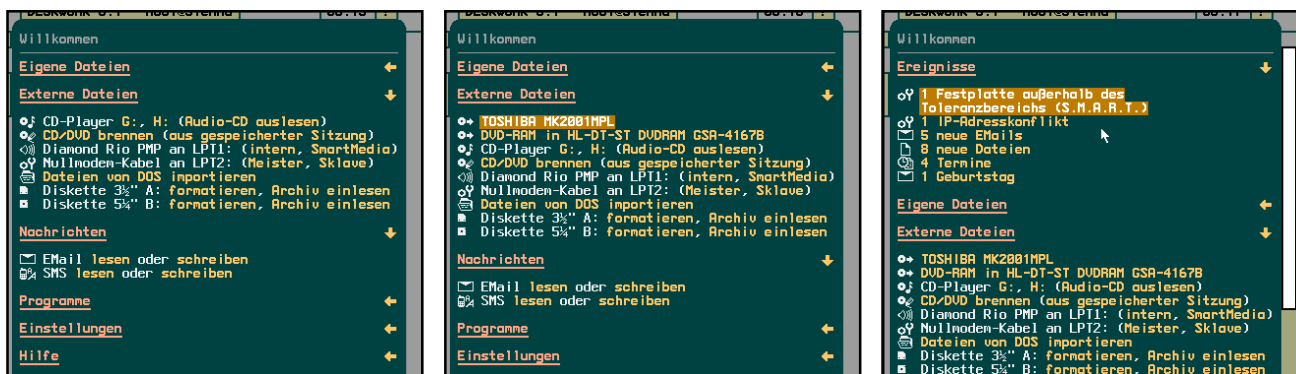 Willkommen
Eigene Dateien
Externe Dateien
CD-Player G:, H: (Audio-CD auslesen)
CD/DVD brennen (aus gespeicherter Sitzung)
Diamond Rio PMP an LPT1: (intern, SmartMedia)
Nullmodem-Kabel an LPT2: (Meister, Sklave)
Dateien von DOS importieren
Diskette 3½" A: formatieren, Archiv einlesen
Diskette 5¼" B: formatieren, Archiv einlesen
Nachrichten
EMail lesen oder schreiben
SMS lesen oder schreiben
Programme
Einstellungen
Hilfe
Willkommen
Eigene Dateien
Externe Dateien
TOSHIBA MK2001MPL
DVD-RAM in HL-DT-ST DVDRAM GSA-4167B
CD-Player G:, H: (Audio-CD auslesen)
CD/DVD brennen (aus gespeicherter Sitzung)
Diamond Rio PMP an LPT1: (intern, SmartMedia)
Nullmodem-Kabel an LPT2: (Meister, Sklave)
Dateien von DOS importieren
Diskette 3½" A: formatieren, Archiv einlesen
Diskette 5¼" B: formatieren, Archiv einlesen
Nachrichten
EMail lesen oder schreiben
SMS lesen oder schreiben
Programme
Einstellungen
Willkommen
Ereignisse
1 Festplatte außerhalb des
Toleranzbereichs (S.M.A.R.T.)
1 IP-Adresskonflikt
5 neue EMails
8 neue Dateien
4 Termine
1 Geburtstag
Eigene Dateien
Externe Dateien
TOSHIBA MK2001MPL
DVD-RAM in HL-DT-ST DVDRAM GSA-4167B
CD-Player G:, H: (Audio-CD auslesen)
CD/DVD brennen (aus gespeicherter Sitzung)
Diamond Rio PMP an LPT1: (intern, SmartMedia)
Nullmodem-Kabel an LPT2: (Meister, Sklave)
Dateien von DOS importieren
Diskette 3½" A: formatieren, Archiv einlesen
Diskette 5¼" B: formatieren, Archiv einlesen